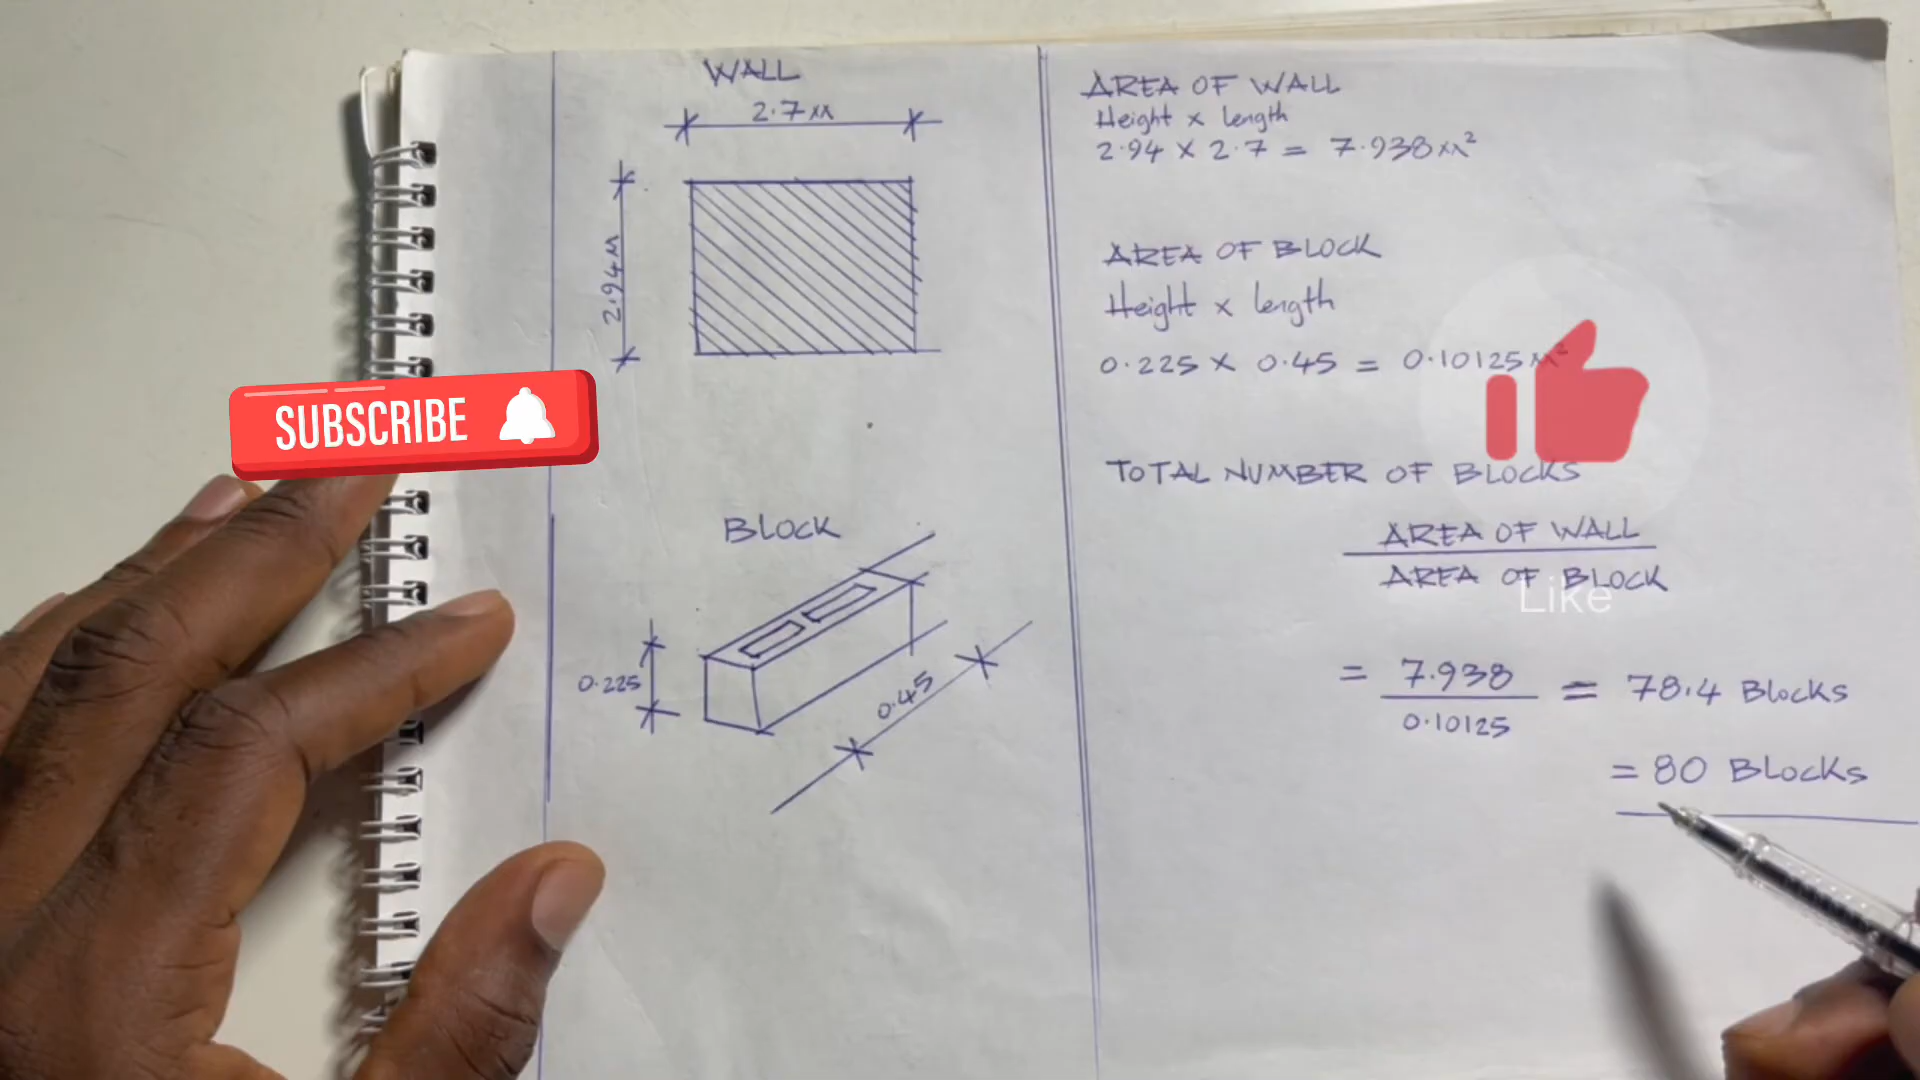 WALL
2.7M
2.94M
SUBSCRIBE
BLOCK
0.225
0.45
AREA OF WALL
Height x length
2.94 x 2.7 = 7.938M²
AREA OF BLOCK
Height x length
0.225 x 0.45 = 0.10125M²
TOTAL NUMBER OF BLOCKS
AREA OF WALL
AREA OF BLOCK
Like
= 7.938 = 78.4 BLOCKS
0.10125
= 80 BLOCKS